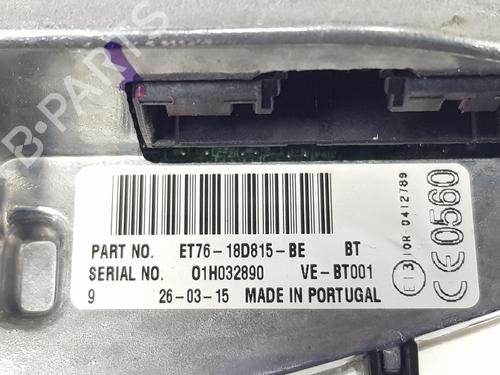 B-PARTS
PART NO. ET76-18D815-BE BT
SERIAL NO. 01H032890 VE-BT001
9 26-03-15 MADE IN PORTUGAL
E13 10R-0412789
CE0560